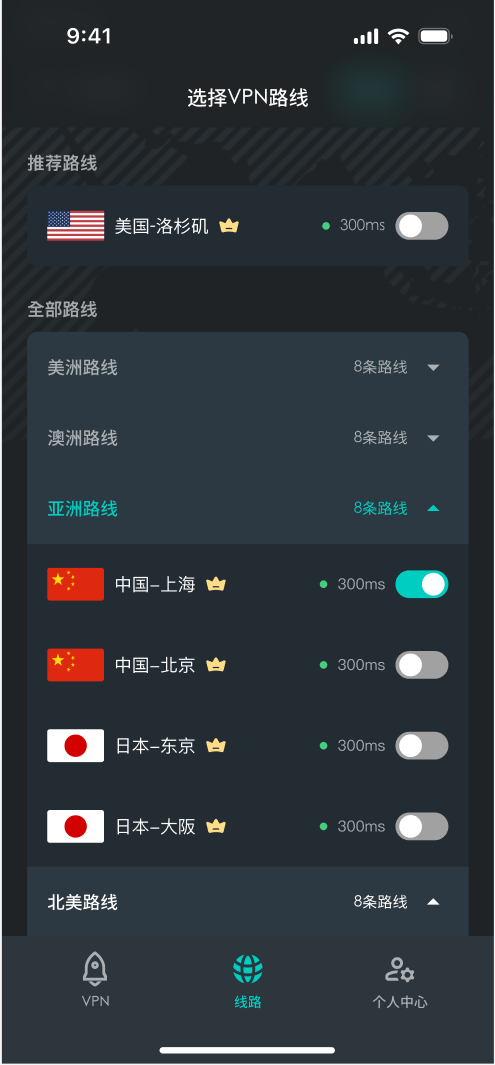 9:41
选择VPN路线
推荐路线
美国-洛杉矶 300ms
全部路线
美洲路线 8条路线
澳洲路线 8条路线
亚洲路线 8条路线
中国–上海 300ms
中国–北京 300ms
日本–东京 300ms
日本–大阪 300ms
北美路线 8条路线
VPN 线路 个人中心